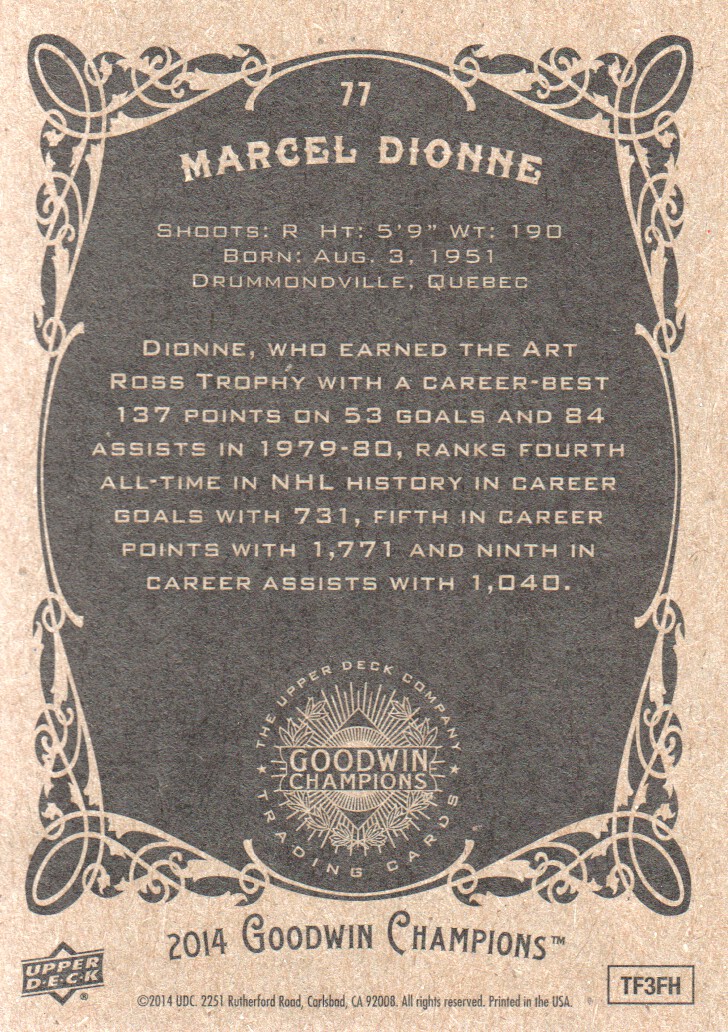 77
MARCEL DIONNE
SHOOTS: R HT: 5'9" WT: 190
BORN: AUG. 3, 1951
DRUMMONDVILLE, QUEBEC
DIONNE, WHO EARNED THE ART
ROSS TROPHY WITH A CAREER-BEST
137 POINTS ON 53 GOALS AND 84
ASSISTS IN 1979-80, RANKS FOURTH
ALL-TIME IN NHL HISTORY IN CAREER
GOALS WITH 731, FIFTH IN CAREER
POINTS WITH 1,771 AND NINTH IN
CAREER ASSISTS WITH 1,040.
THE UPPER DECK COMPANY
GOODWIN
CHAMPIONS
★ TRADING CARDS ★
2014 GOODWIN CHAMPIONS™
UPPER
D·E·C·K®
©2014 UDC. 2251 Rutherford Road, Carlsbad, CA 92008. All rights reserved. Printed in the USA.
TF3FH